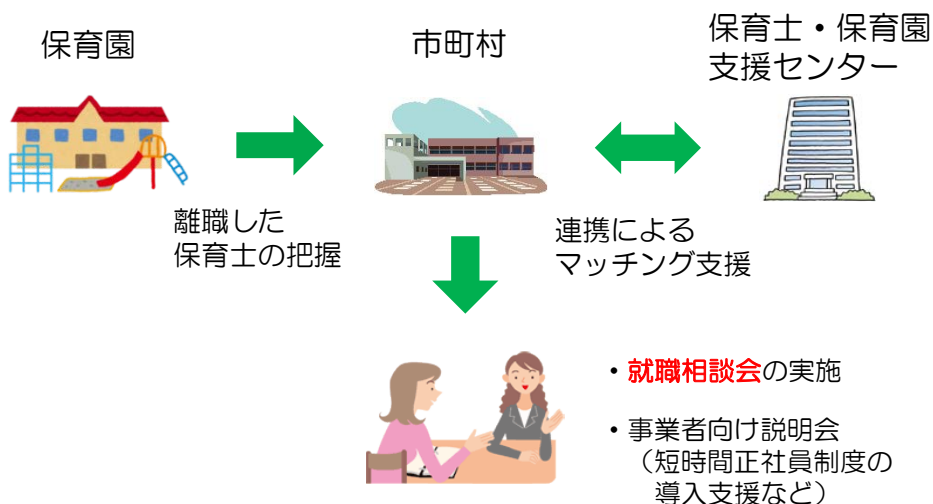 保育園
市町村
保育士・保育園
支援センター
離職した
保育士の把握
連携による
マッチング支援
・就職相談会の実施
・事業者向け説明会
（短時間正社員制度の
導入支援など）